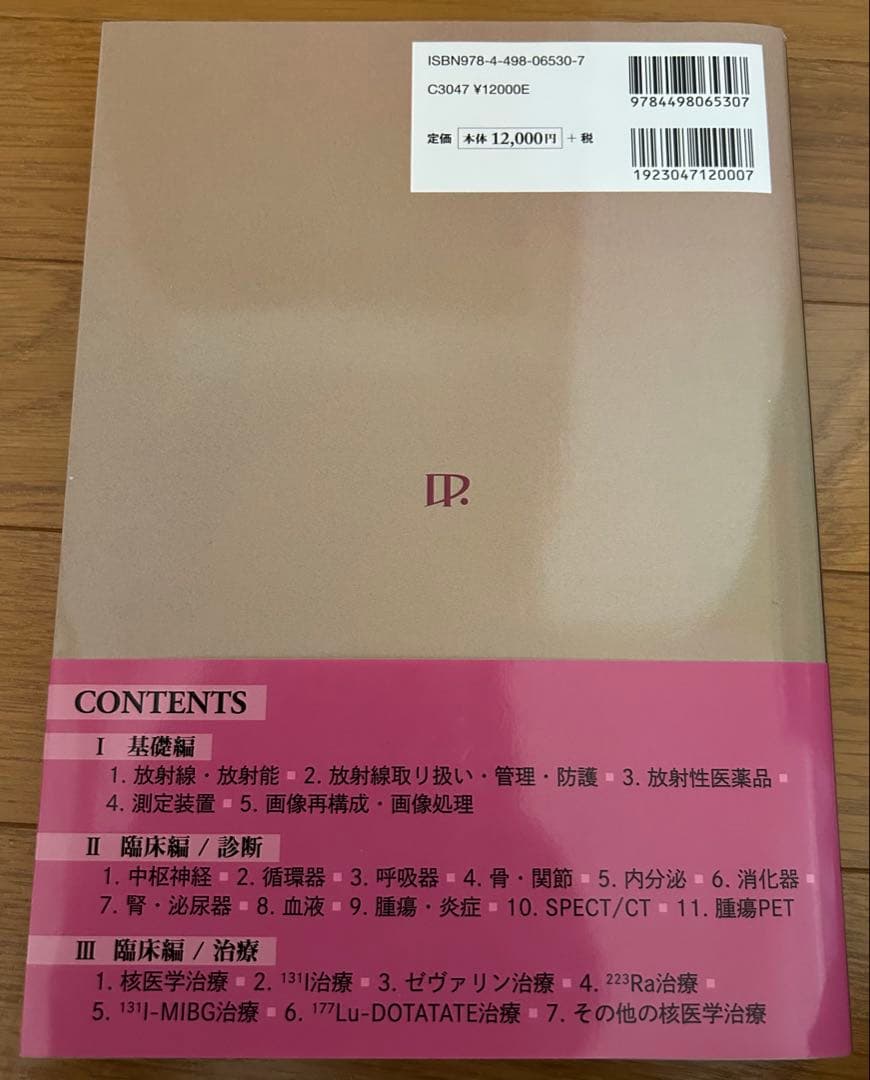 ISBN978-4-498-06530-7
C3047 ¥12000E
9784498065307
定価 本体 12,000円 + 税
1923047120007
CONTENTS
Ⅰ 基礎編
1. 放射線・放射能 ■ 2. 放射線取り扱い・管理・防護 ■ 3. 放射性医薬品 ■
4. 測定装置 ■ 5. 画像再構成・画像処理
Ⅱ 臨床編 / 診断
1. 中枢神経 ■ 2. 循環器 ■ 3. 呼吸器 ■ 4. 骨・関節 ■ 5. 内分泌 ■ 6. 消化器 ■
7. 腎・泌尿器 ■ 8. 血液 ■ 9. 腫瘍・炎症 ■ 10. SPECT/CT ■ 11. 腫瘍PET
Ⅲ 臨床編 / 治療
1. 核医学治療 ■ 2. ¹³¹I治療 ■ 3. ゼヴァリン治療 ■ 4. ²²³Ra治療 ■
5. ¹³¹I-MIBG治療 ■ 6. ¹⁷⁷Lu-DOTATATE治療 ■ 7. その他の核医学治療